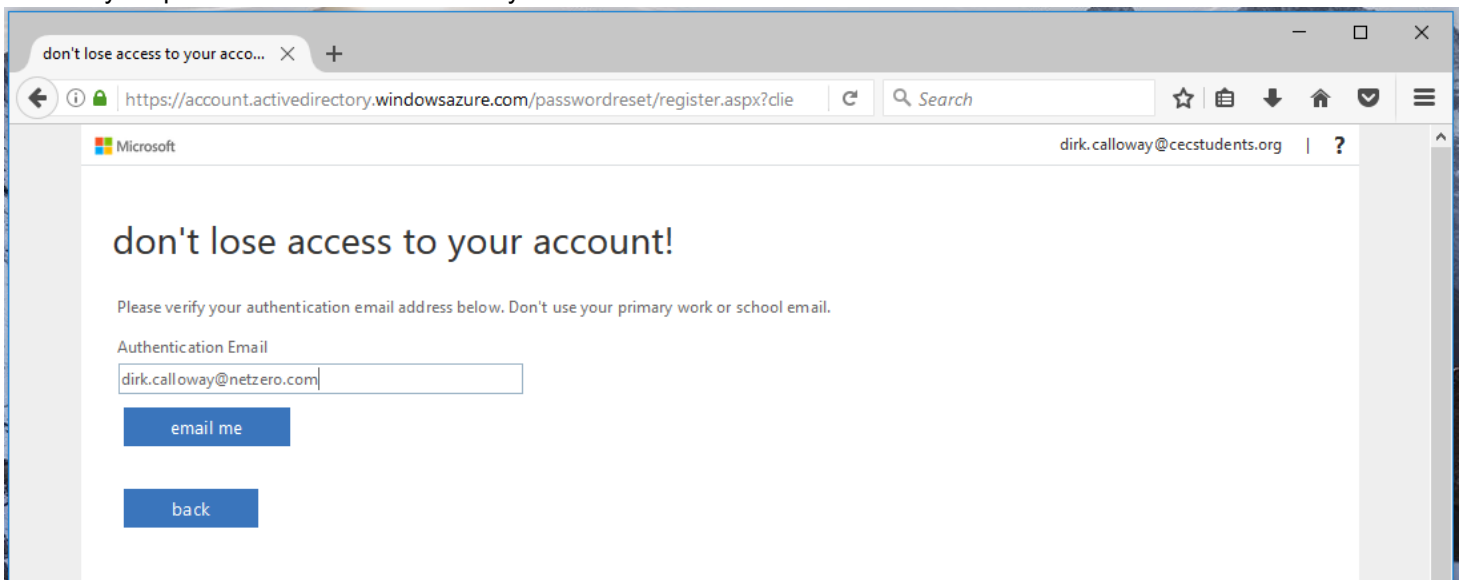 don't lose access to your acco...
https://account.activedirectory.windowsazure.com/passwordreset/register.aspx?clie
Search
Microsoft
dirk.calloway@cecstudents.org | ?
don't lose access to your account!
Please verify your authentication email address below. Don't use your primary work or school email.
Authentication Email
dirk.calloway@netzero.com
email me
back